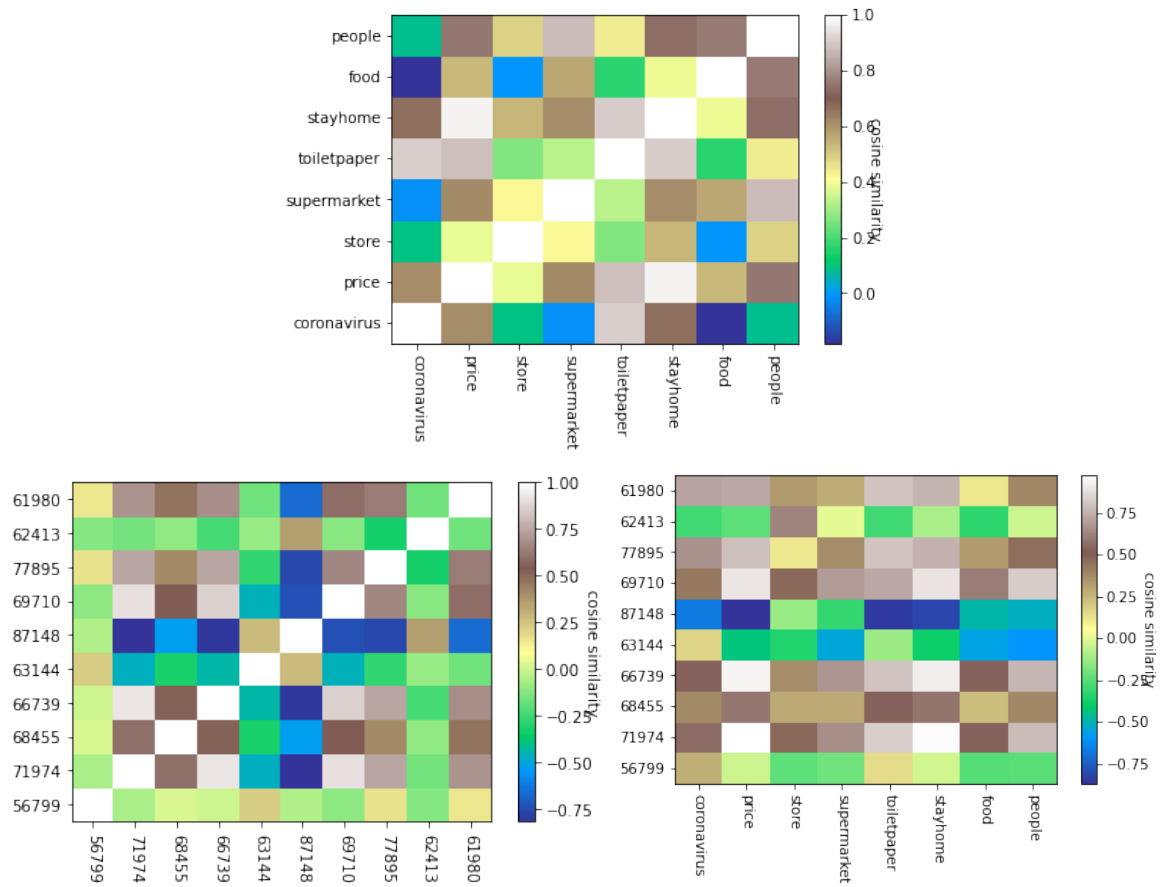 people
food
stayhome
toiletpaper
supermarket
store
price
coronavirus
coronavirus
price
store
supermarket
toiletpaper
stayhome
food
people
1.0
0.8
0.6
0.4
0.2
0.0
cosine similarity
61980
62413
77895
69710
87148
63144
66739
68455
71974
56799
56799
71974
68455
66739
63144
87148
69710
77895
62413
61980
1.00
0.75
0.50
0.25
0.00
−0.25
−0.50
−0.75
cosine similarity
61980
62413
77895
69710
87148
63144
66739
68455
71974
56799
coronavirus
price
store
supermarket
toiletpaper
stayhome
food
people
0.75
0.50
0.25
0.00
−0.25
−0.50
−0.75
cosine similarity